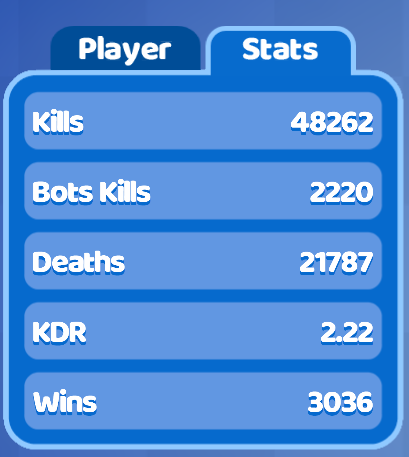 Player Stats
Kills 48262
Bots Kills 2220
Deaths 21787
KDR 2.22
Wins 3036